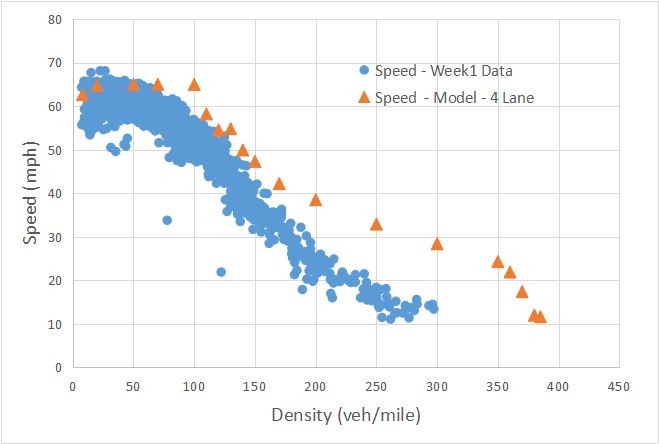 80
70
60
50
40
30
20
10
0
Speed (mph)
Speed - Week1 Data
Speed - Model - 4 Lane
0 50 100 150 200 250 300 350 400 450
Density (veh/mile)